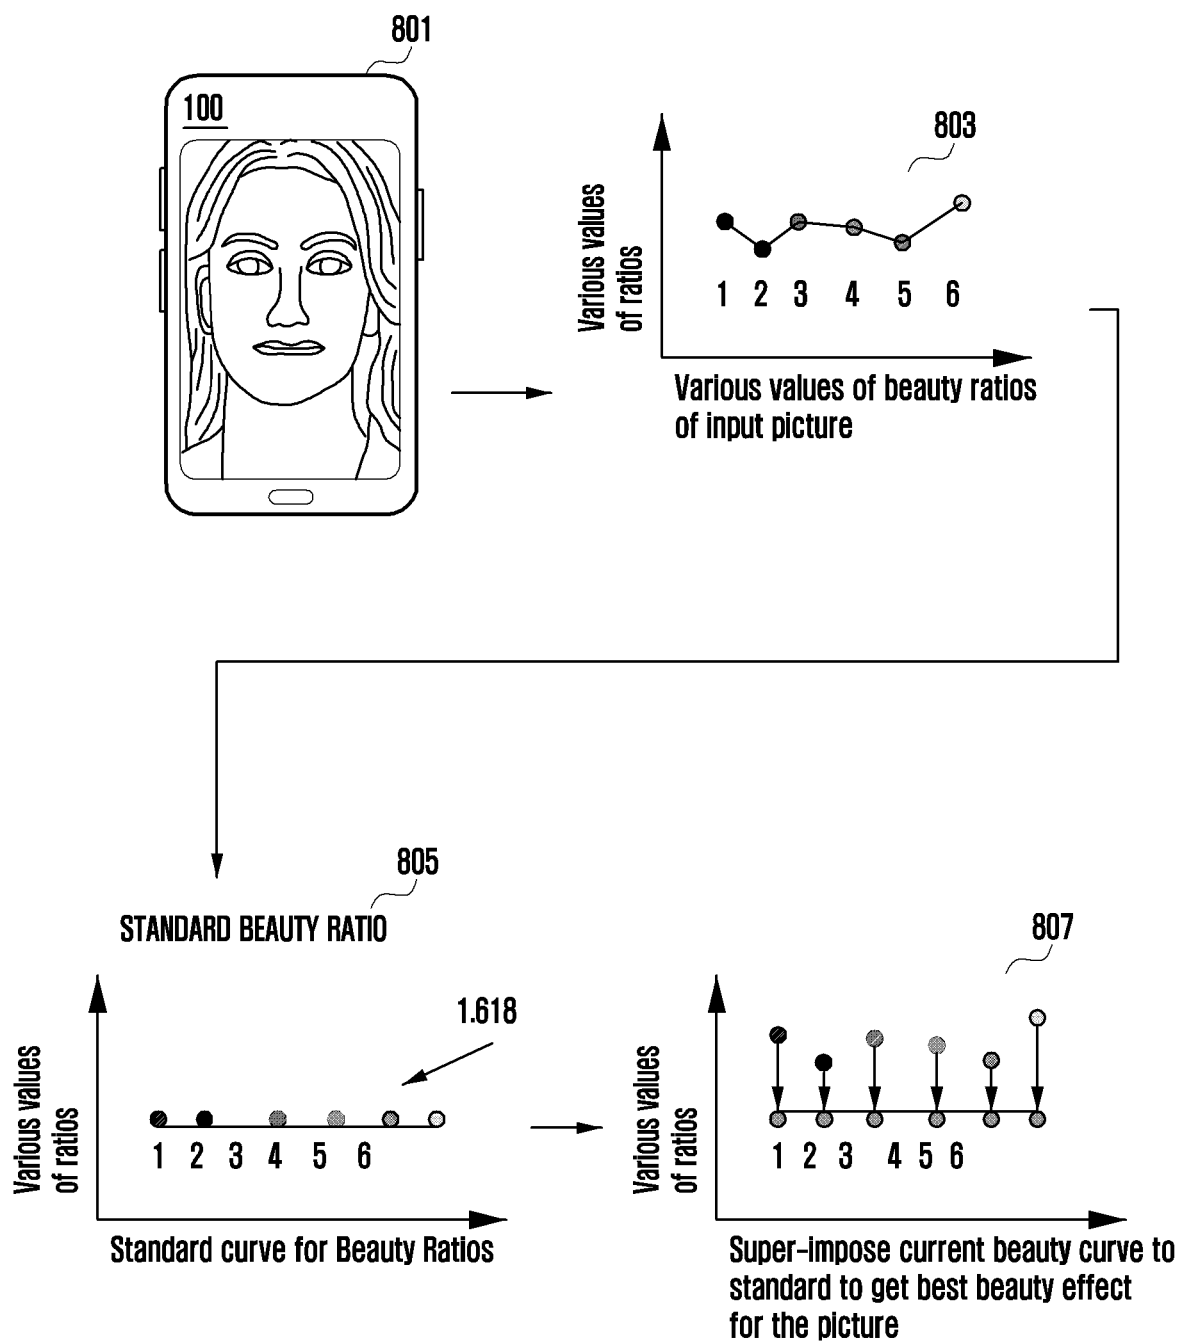 801
100
803
Various values
of ratios
1 2 3 4 5 6
Various values of beauty ratios
of input picture
805
STANDARD BEAUTY RATIO
1.618
Various values
of ratios
1 2 3 4 5 6
Standard curve for Beauty Ratios
807
Various values
of ratios
1 2 3 4 5 6
Super-impose current beauty curve to
standard to get best beauty effect
for the picture